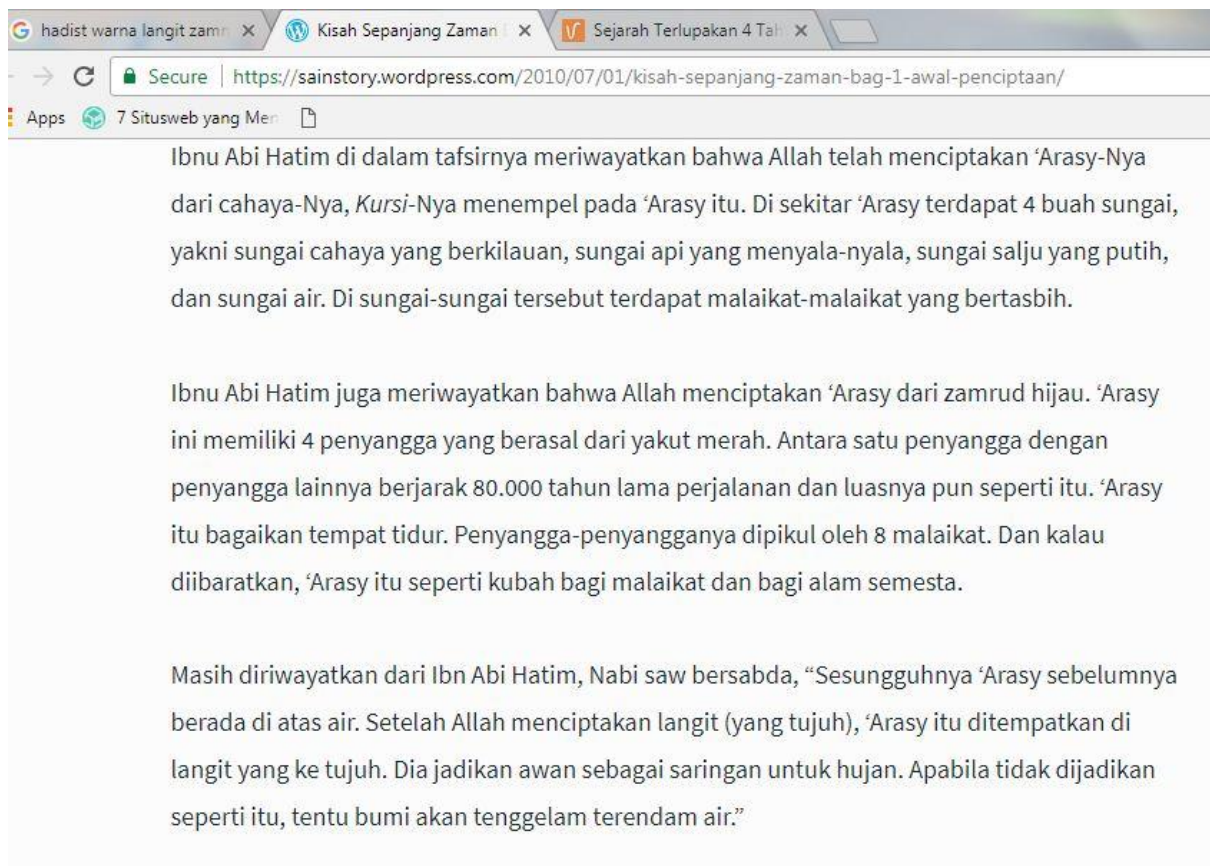 hadist warna langit zamr
Kisah Sepanjang Zaman
Sejarah Terlupakan 4 Tah
Secure | https://sainstory.wordpress.com/2010/07/01/kisah-sepanjang-zaman-bag-1-awal-penciptaan/
Apps 7 Situsweb yang Men
Ibnu Abi Hatim di dalam tafsirnya meriwayatkan bahwa Allah telah menciptakan ‘Arasy-Nya
dari cahaya-Nya, Kursi-Nya menempel pada ‘Arasy itu. Di sekitar ‘Arasy terdapat 4 buah sungai,
yakni sungai cahaya yang berkilauan, sungai api yang menyala-nyala, sungai salju yang putih,
dan sungai air. Di sungai-sungai tersebut terdapat malaikat-malaikat yang bertasbih.
Ibnu Abi Hatim juga meriwayatkan bahwa Allah menciptakan ‘Arasy dari zamrud hijau. ‘Arasy
ini memiliki 4 penyangga yang berasal dari yakut merah. Antara satu penyangga dengan
penyangga lainnya berjarak 80.000 tahun lama perjalanan dan luasnya pun seperti itu. ‘Arasy
itu bagaikan tempat tidur. Penyangga-penyangganya dipikul oleh 8 malaikat. Dan kalau
diibaratkan, ‘Arasy itu seperti kubah bagi malaikat dan bagi alam semesta.
Masih diriwayatkan dari Ibn Abi Hatim, Nabi saw bersabda, “Sesungguhnya ‘Arasy sebelumnya
berada di atas air. Setelah Allah menciptakan langit (yang tujuh), ‘Arasy itu ditempatkan di
langit yang ke tujuh. Dia jadikan awan sebagai saringan untuk hujan. Apabila tidak dijadikan
seperti itu, tentu bumi akan tenggelam terendam air.”